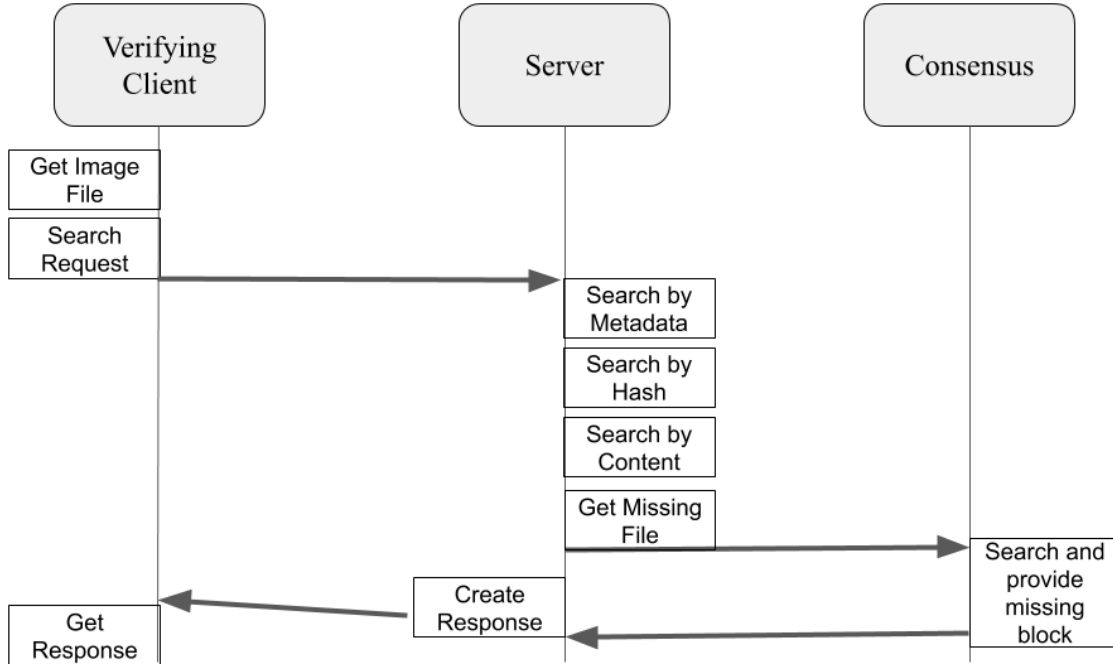 Verifying
Client
Server
Consensus
Get Image
File
Search
Request
Search by
Metadata
Search by
Hash
Search by
Content
Get Missing
File
Search and
provide
missing
block
Create
Response
Get
Response